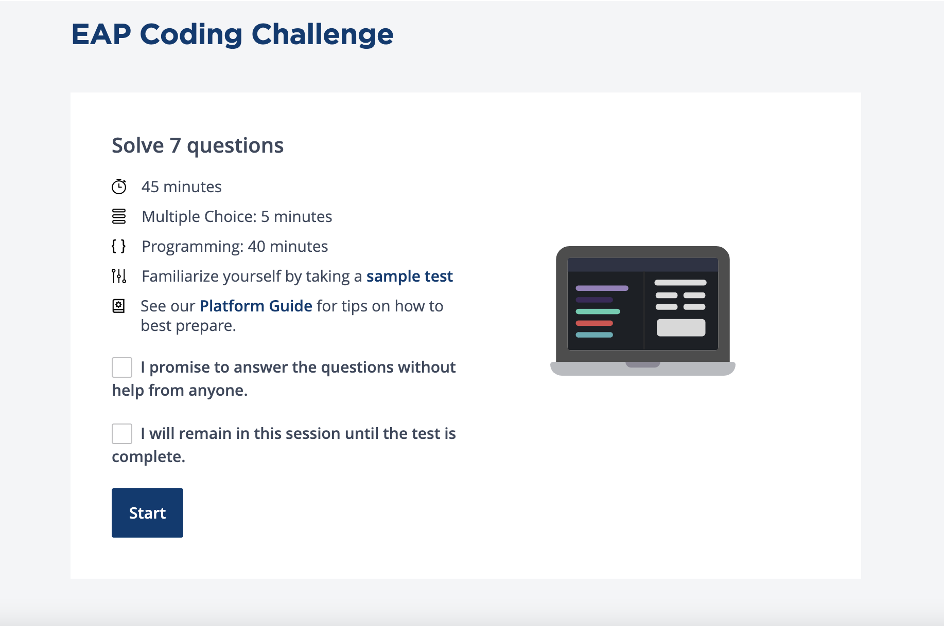 EAP Coding Challenge
Solve 7 questions
45 minutes
Multiple Choice: 5 minutes
{ } Programming: 40 minutes
Familiarize yourself by taking a sample test
See our Platform Guide for tips on how to
best prepare.
I promise to answer the questions without
help from anyone.
I will remain in this session until the test is
complete.
Start